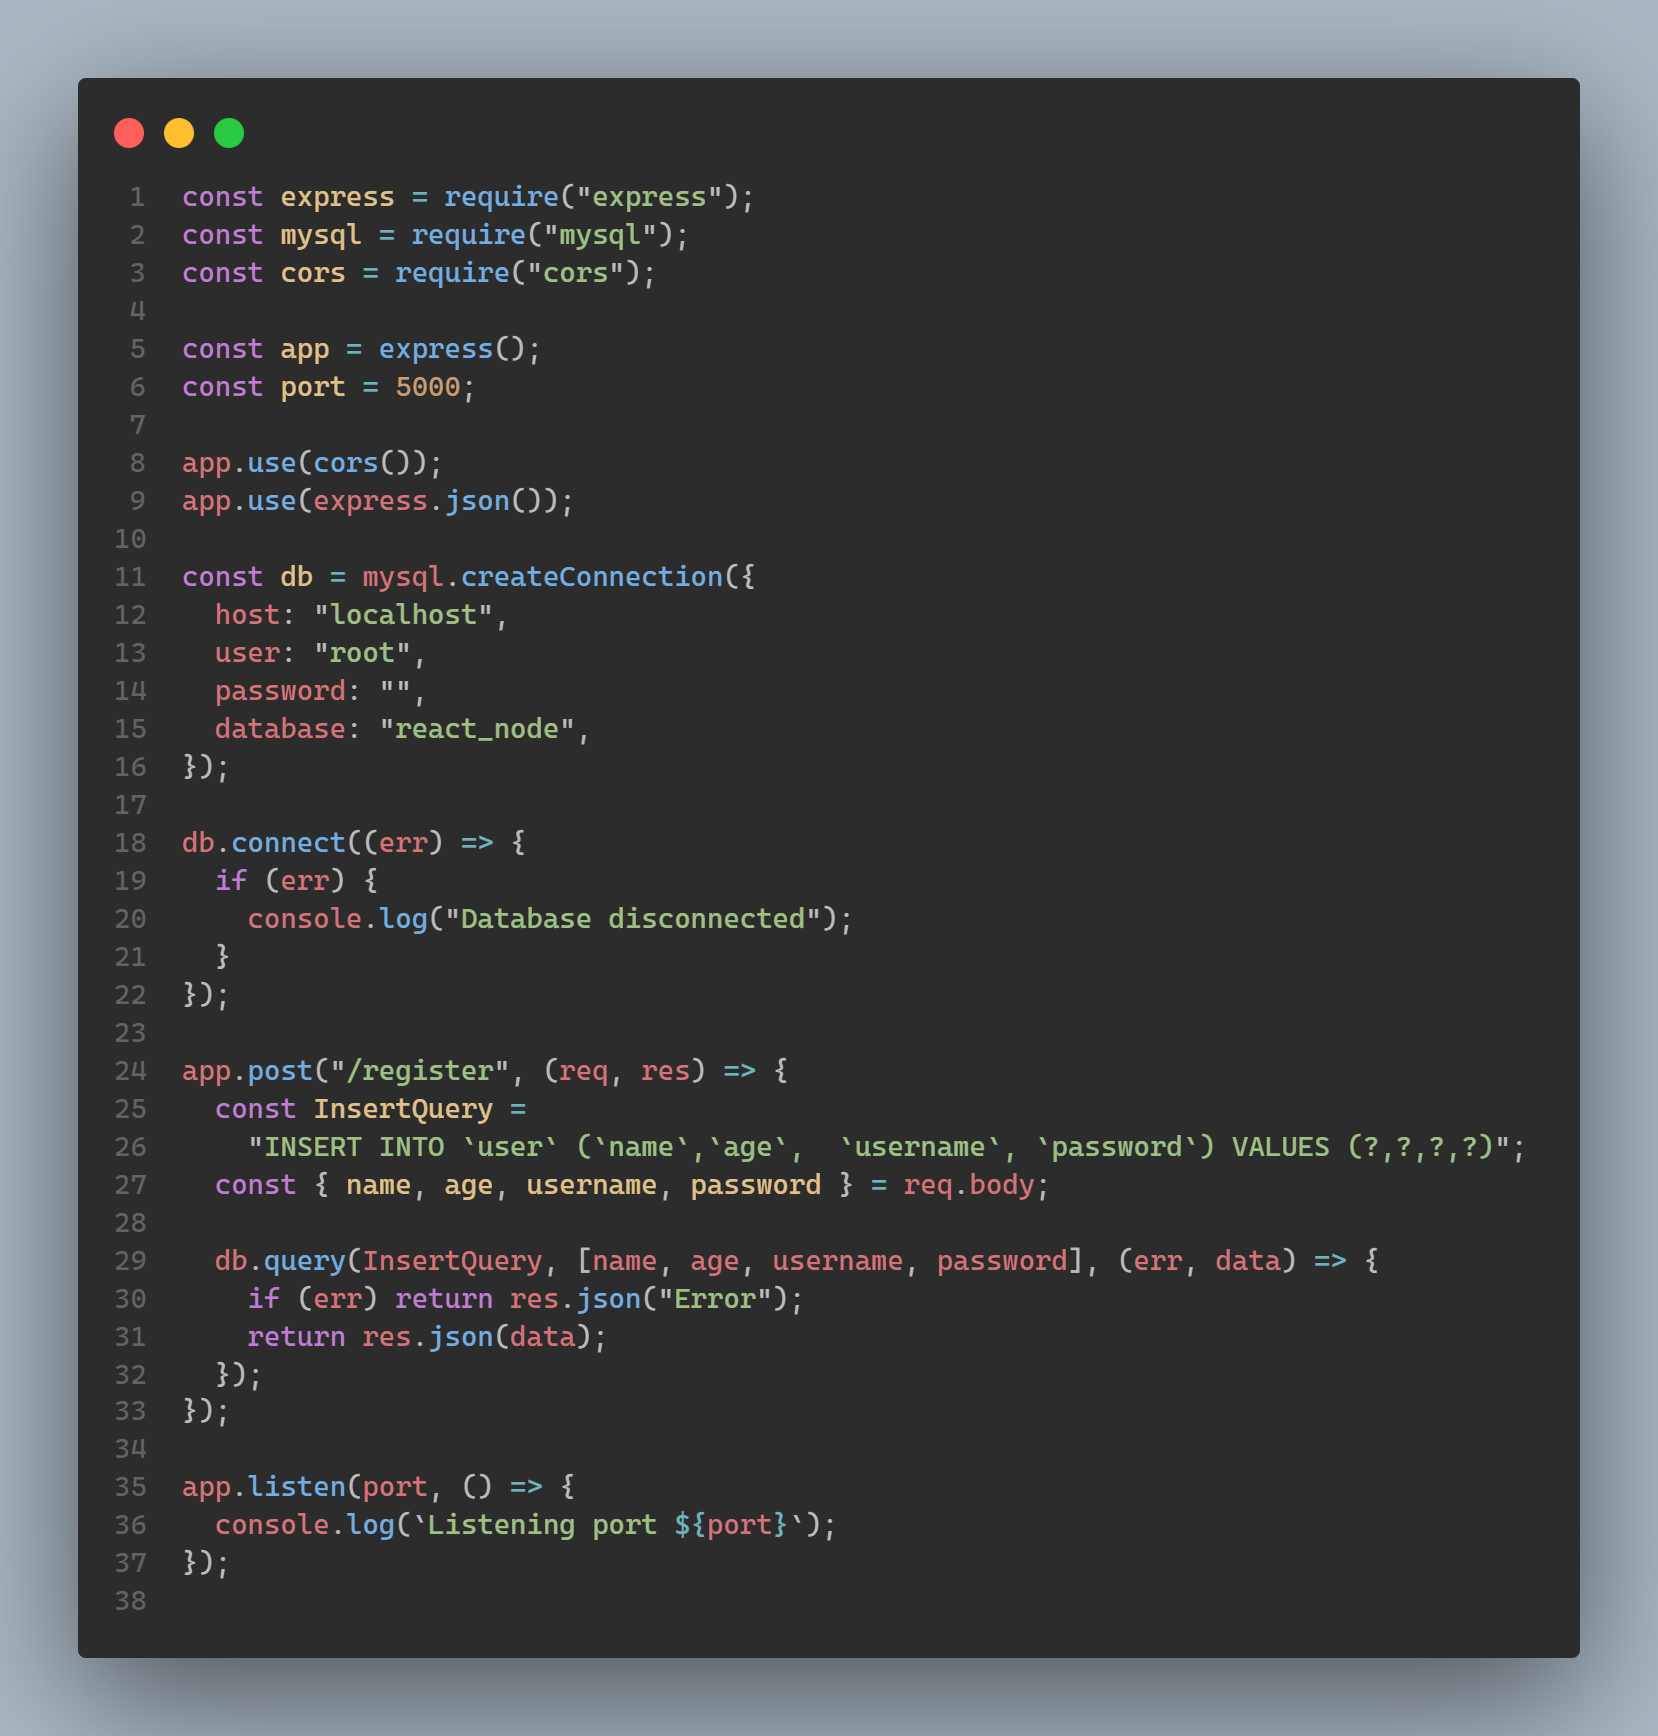 1 const express = require("express");
2 const mysql = require("mysql");
3 const cors = require("cors");
4
5 const app = express();
6 const port = 5000;
7
8 app.use(cors());
9 app.use(express.json());
10
11 const db = mysql.createConnection({
12   host: "localhost",
13   user: "root",
14   password: "",
15   database: "react_node",
16 });
17
18 db.connect((err) => {
19   if (err) {
20     console.log("Database disconnected");
21   }
22 });
23
24 app.post("/register", (req, res) => {
25   const InsertQuery =
26     "INSERT INTO `user` (`name`,`age`,  `username`, `password`) VALUES (?,?,?,?)";
27   const { name, age, username, password } = req.body;
28
29   db.query(InsertQuery, [name, age, username, password], (err, data) => {
30     if (err) return res.json("Error");
31     return res.json(data);
32   });
33 });
34
35 app.listen(port, () => {
36   console.log(`Listening port ${port}`);
37 });
38